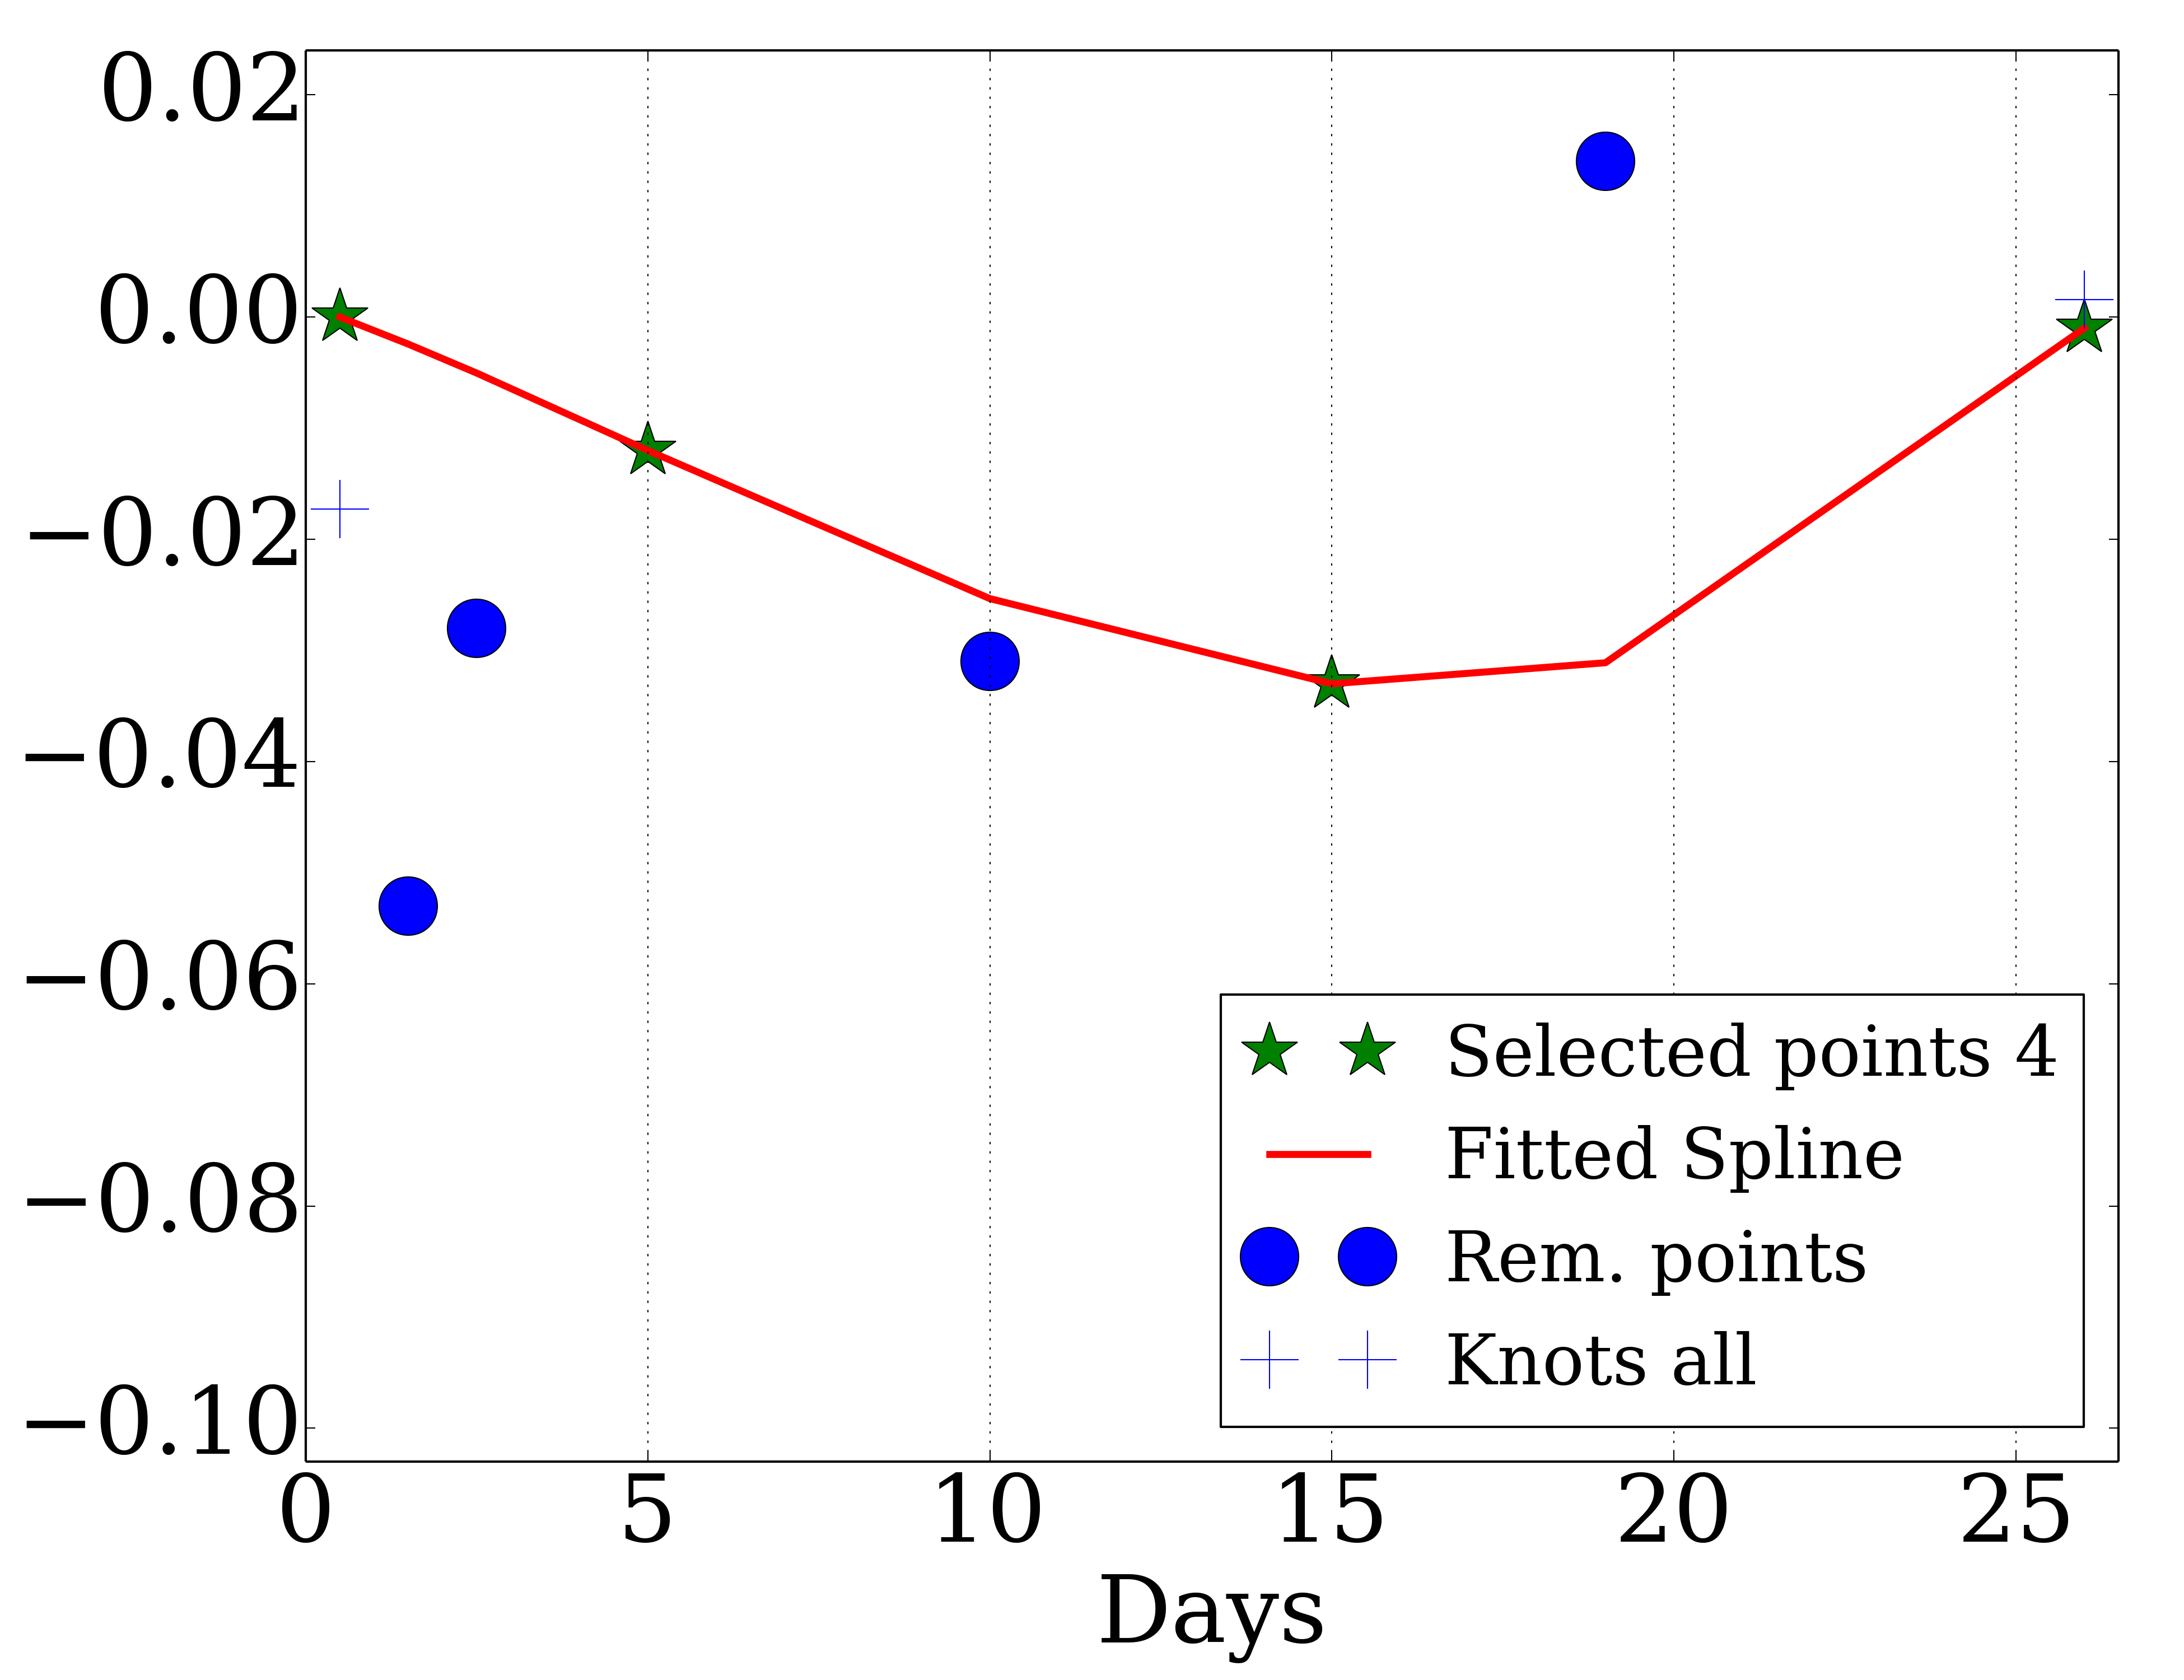 0.02
0.00
−0.02
−0.04
−0.06
−0.08
−0.10
Selected points 4
Fitted Spline
Rem. points
Knots all
0 5 10 15 20 25
Days